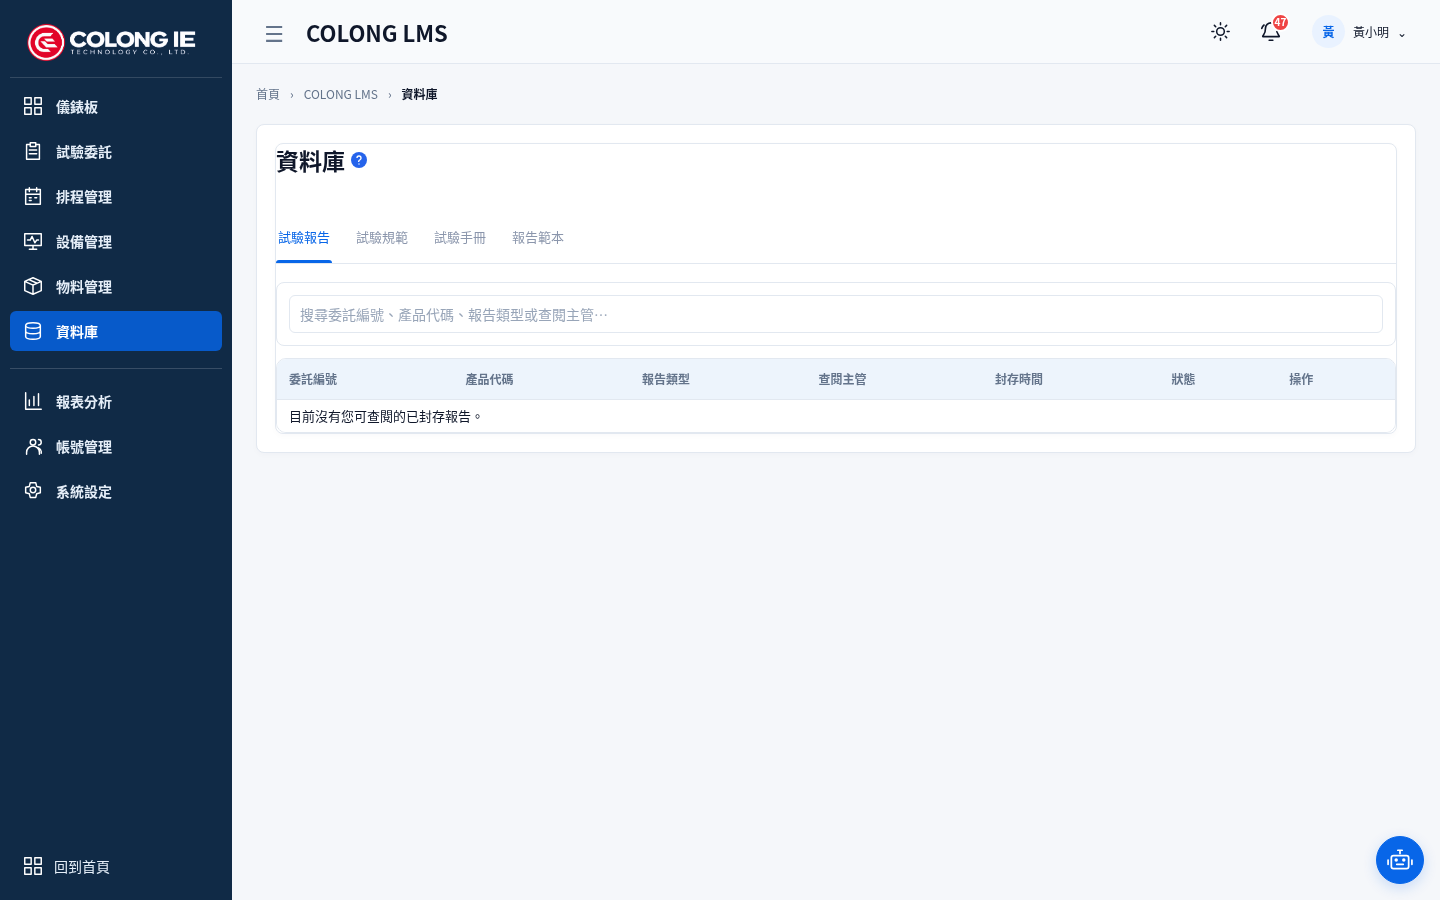 COLONG IE
TECHNOLOGY CO., LTD.
儀錶板
試驗委託
排程管理
設備管理
物料管理
資料庫
報表分析
帳號管理
系統設定
回到首頁
☰ COLONG LMS
47
黃 黃小明 ⌄
首頁 › COLONG LMS › 資料庫
資料庫 ?
試驗報告 試驗規範 試驗手冊 報告範本
搜尋委託編號、產品代碼、報告類型或查閱主管…
委託編號 產品代碼 報告類型 查閱主管 封存時間 狀態 操作
目前沒有您可查閱的已封存報告。